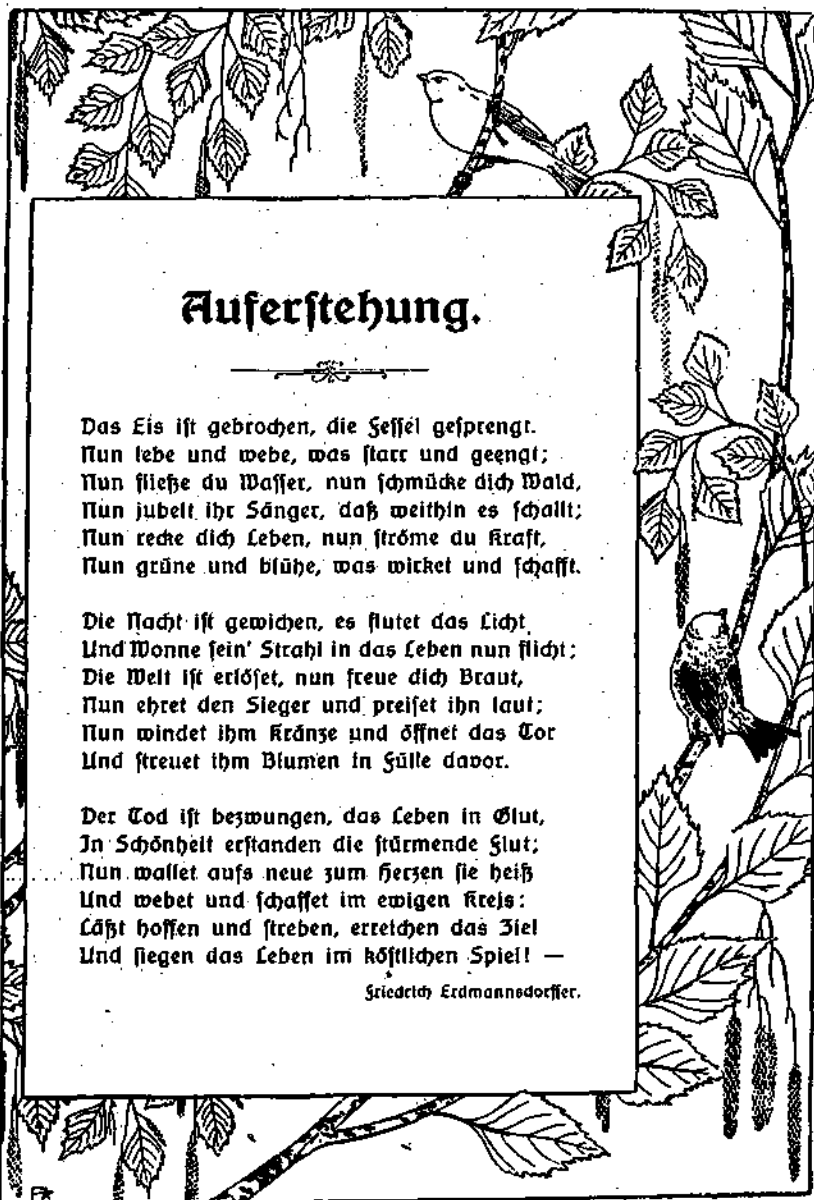 Auferstehung.
Das Eis ist gebrochen, die Fessel gesprengt.
Nun lebe und webe, was starr und geengt;
Nun fließe du Wasser, nun schmücke dich Wald,
Nun jubelt ihr Sänger, daß weithin es schallt;
Nun recke dich Leben, nun ströme du Kraft,
Nun grüne und blühe, was wirket und schafft.
Die Nacht ist gewichen, es flutet das Licht
Und Wonne sein' Strahl in das Leben nun flicht;
Die Welt ist erlöset, nun freue dich Braut,
Nun ehret den Sieger und preiset ihn laut;
Nun windet ihm Kränze und öffnet das Tor
Und streuet ihm Blumen in Fülle davor.
Der Tod ist bezwungen, das Leben in Glut,
In Schönheit erstanden die stürmende Flut;
Nun wallet aufs neue zum Herzen sie heiß
Und webet und schaffet im ewigen Kreis:
Läßt hoffen und streben, erreichen das Ziel
Und siegen das Leben im köstlichen Spiel! —
Friedrich Erdmannsdorffer.